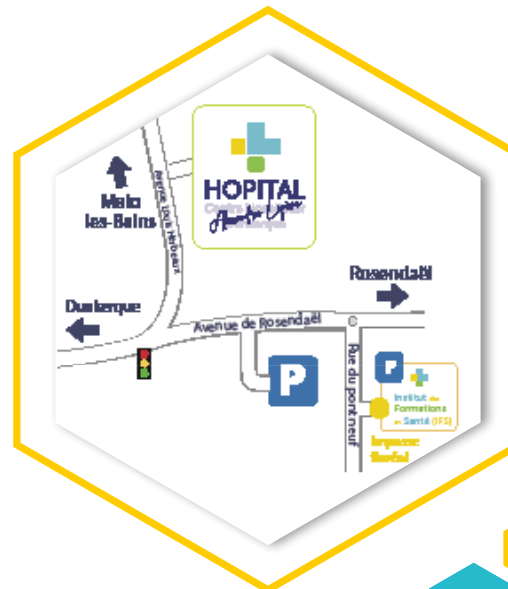 Malo
les-Bains
Avenue Louis Herbeaux
HOPITAL
Rosendaël
Dunkerque
Avenue de Rosendaël
P
Rue du pont neuf
P
Institut des
Formations
en Santé (IFS)
Impasse